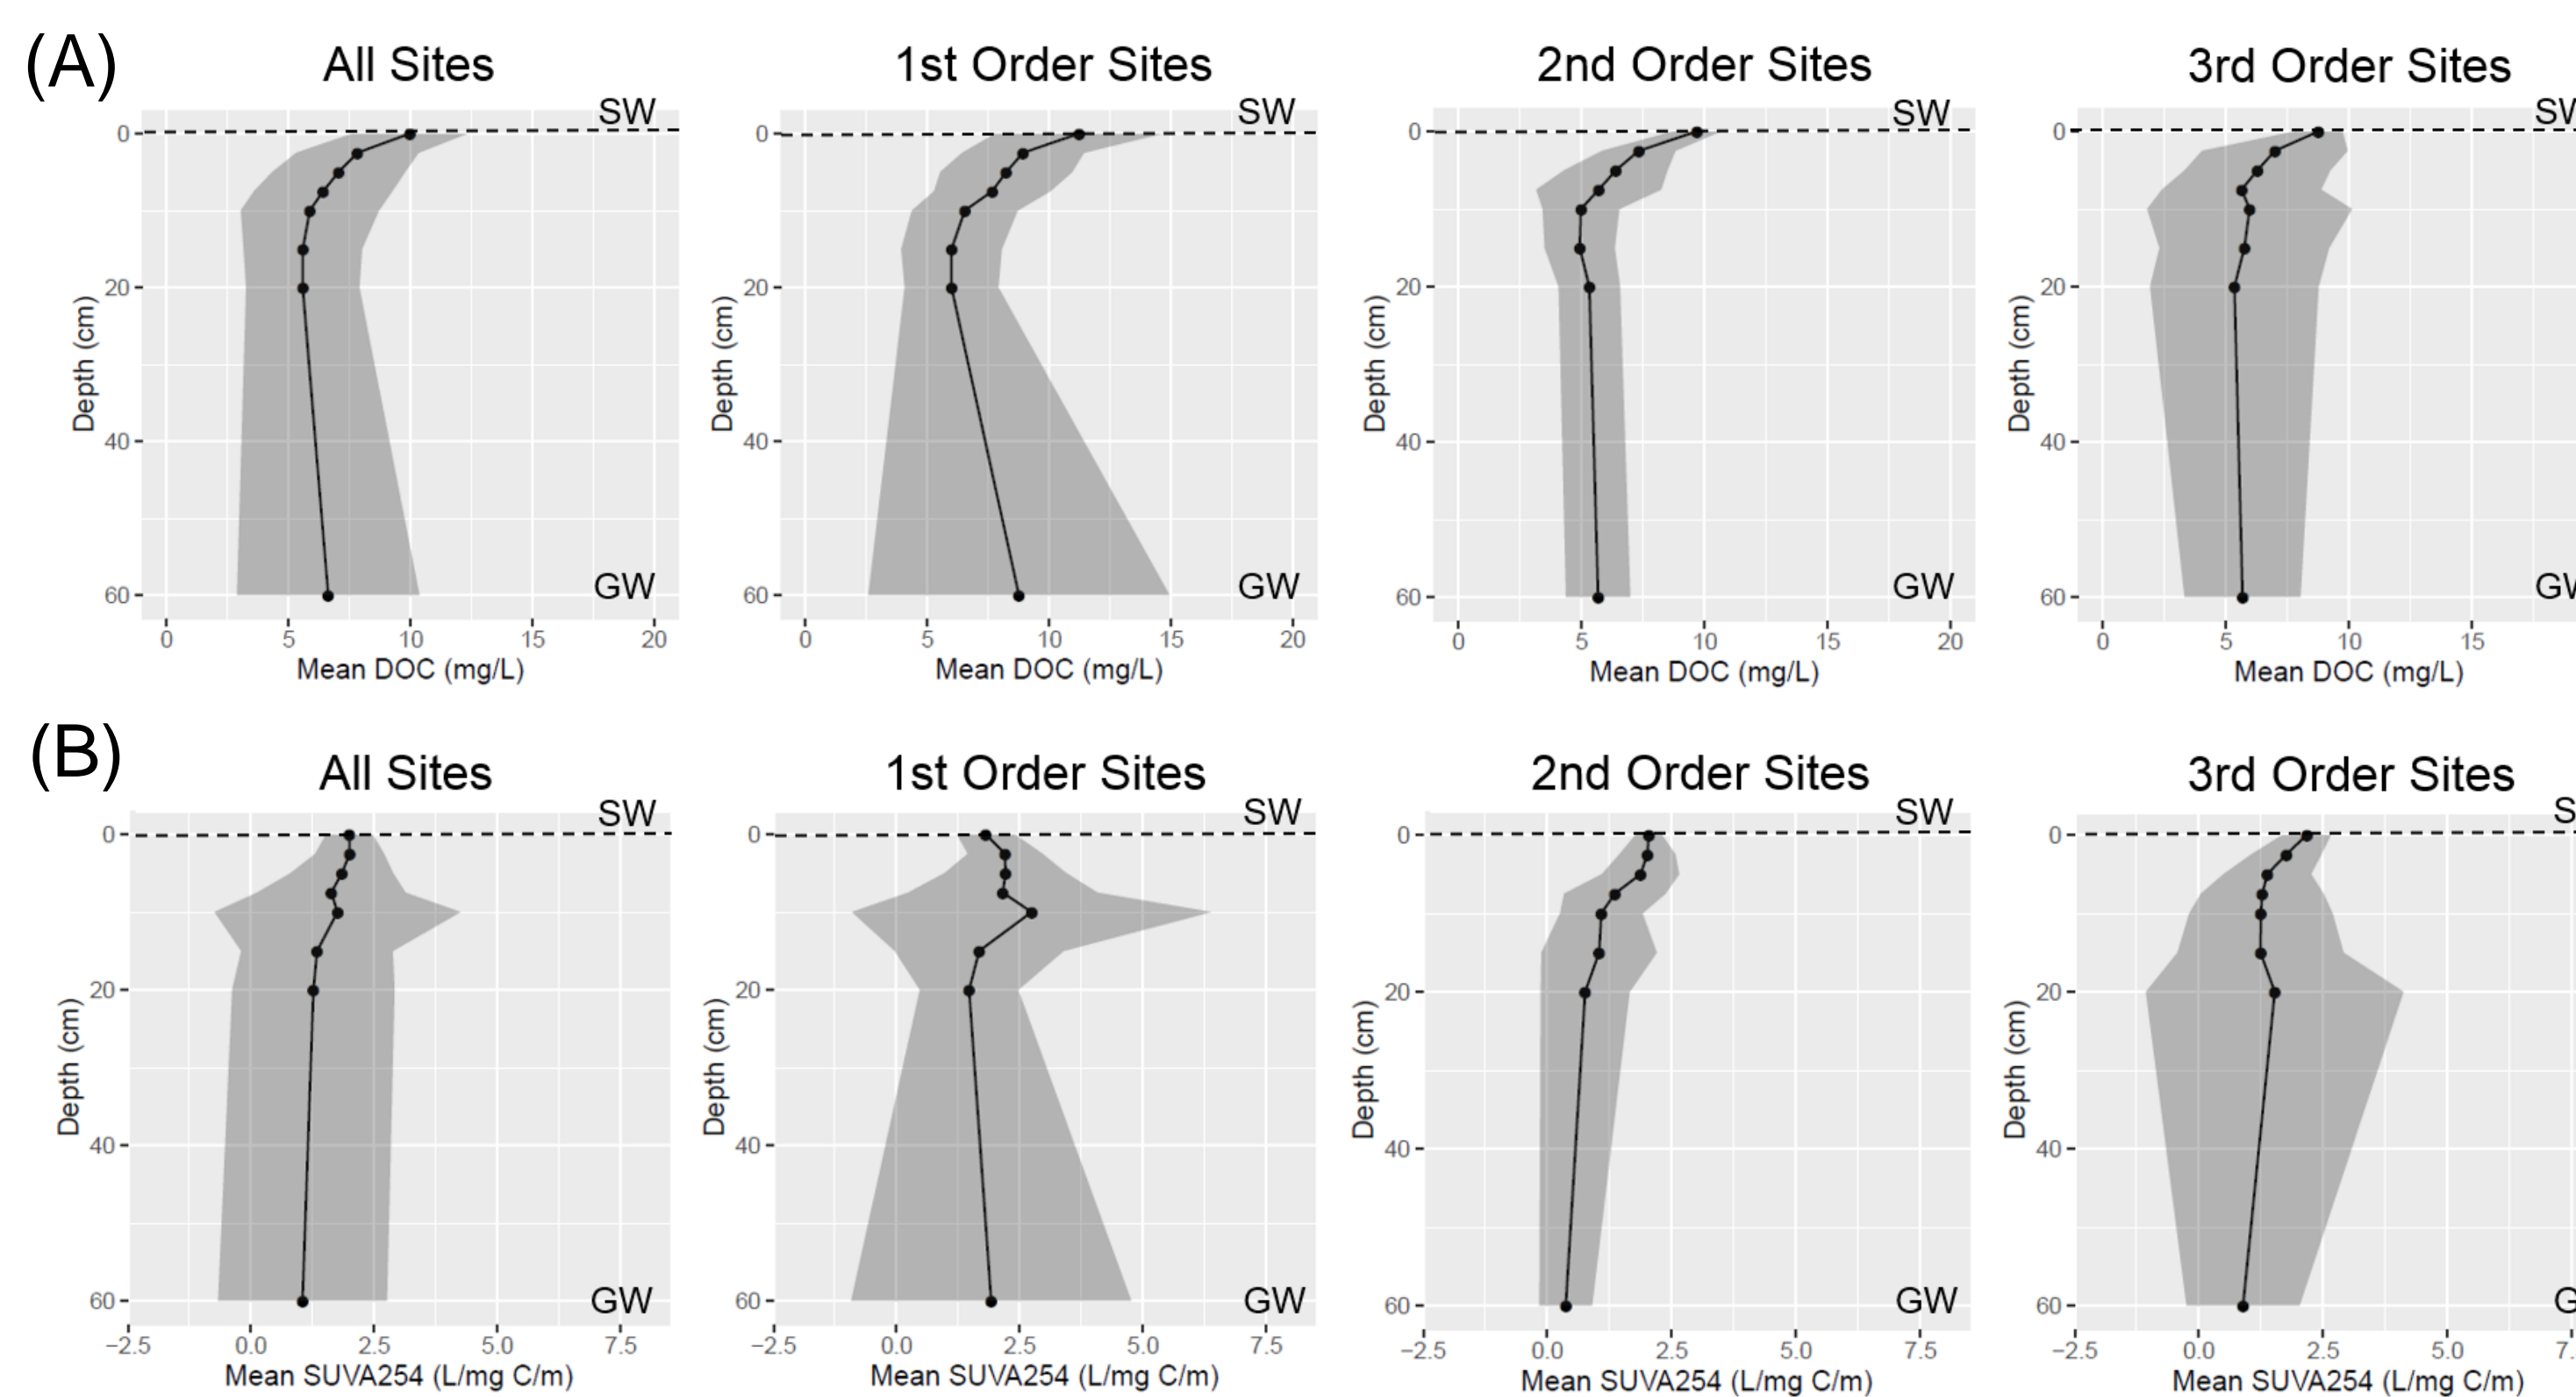 (A)
All Sites
1st Order Sites
2nd Order Sites
3rd Order Sites
SW
SW
SW
SW
0
20
40
60
Depth (cm)
GW
0 5 10 15 20
Mean DOC (mg/L)
0
20
40
60
Depth (cm)
GW
0 5 10 15 20
Mean DOC (mg/L)
0
20
40
60
Depth (cm)
GW
0 5 10 15 20
Mean DOC (mg/L)
0
20
40
60
Depth (cm)
GW
0 5 10 15
Mean DOC (mg/L)
(B)
All Sites
1st Order Sites
2nd Order Sites
3rd Order Sites
SW
SW
SW
0
20
40
60
Depth (cm)
GW
−2.5 0.0 2.5 5.0 7.5
Mean SUVA254 (L/mg C/m)
0
20
40
60
Depth (cm)
GW
−2.5 0.0 2.5 5.0 7.5
Mean SUVA254 (L/mg C/m)
0
20
40
60
Depth (cm)
GW
−2.5 0.0 2.5 5.0 7.5
Mean SUVA254 (L/mg C/m)
0
20
40
60
Depth (cm)
−2.5 0.0 2.5 5.0
Mean SUVA254 (L/mg C/m)